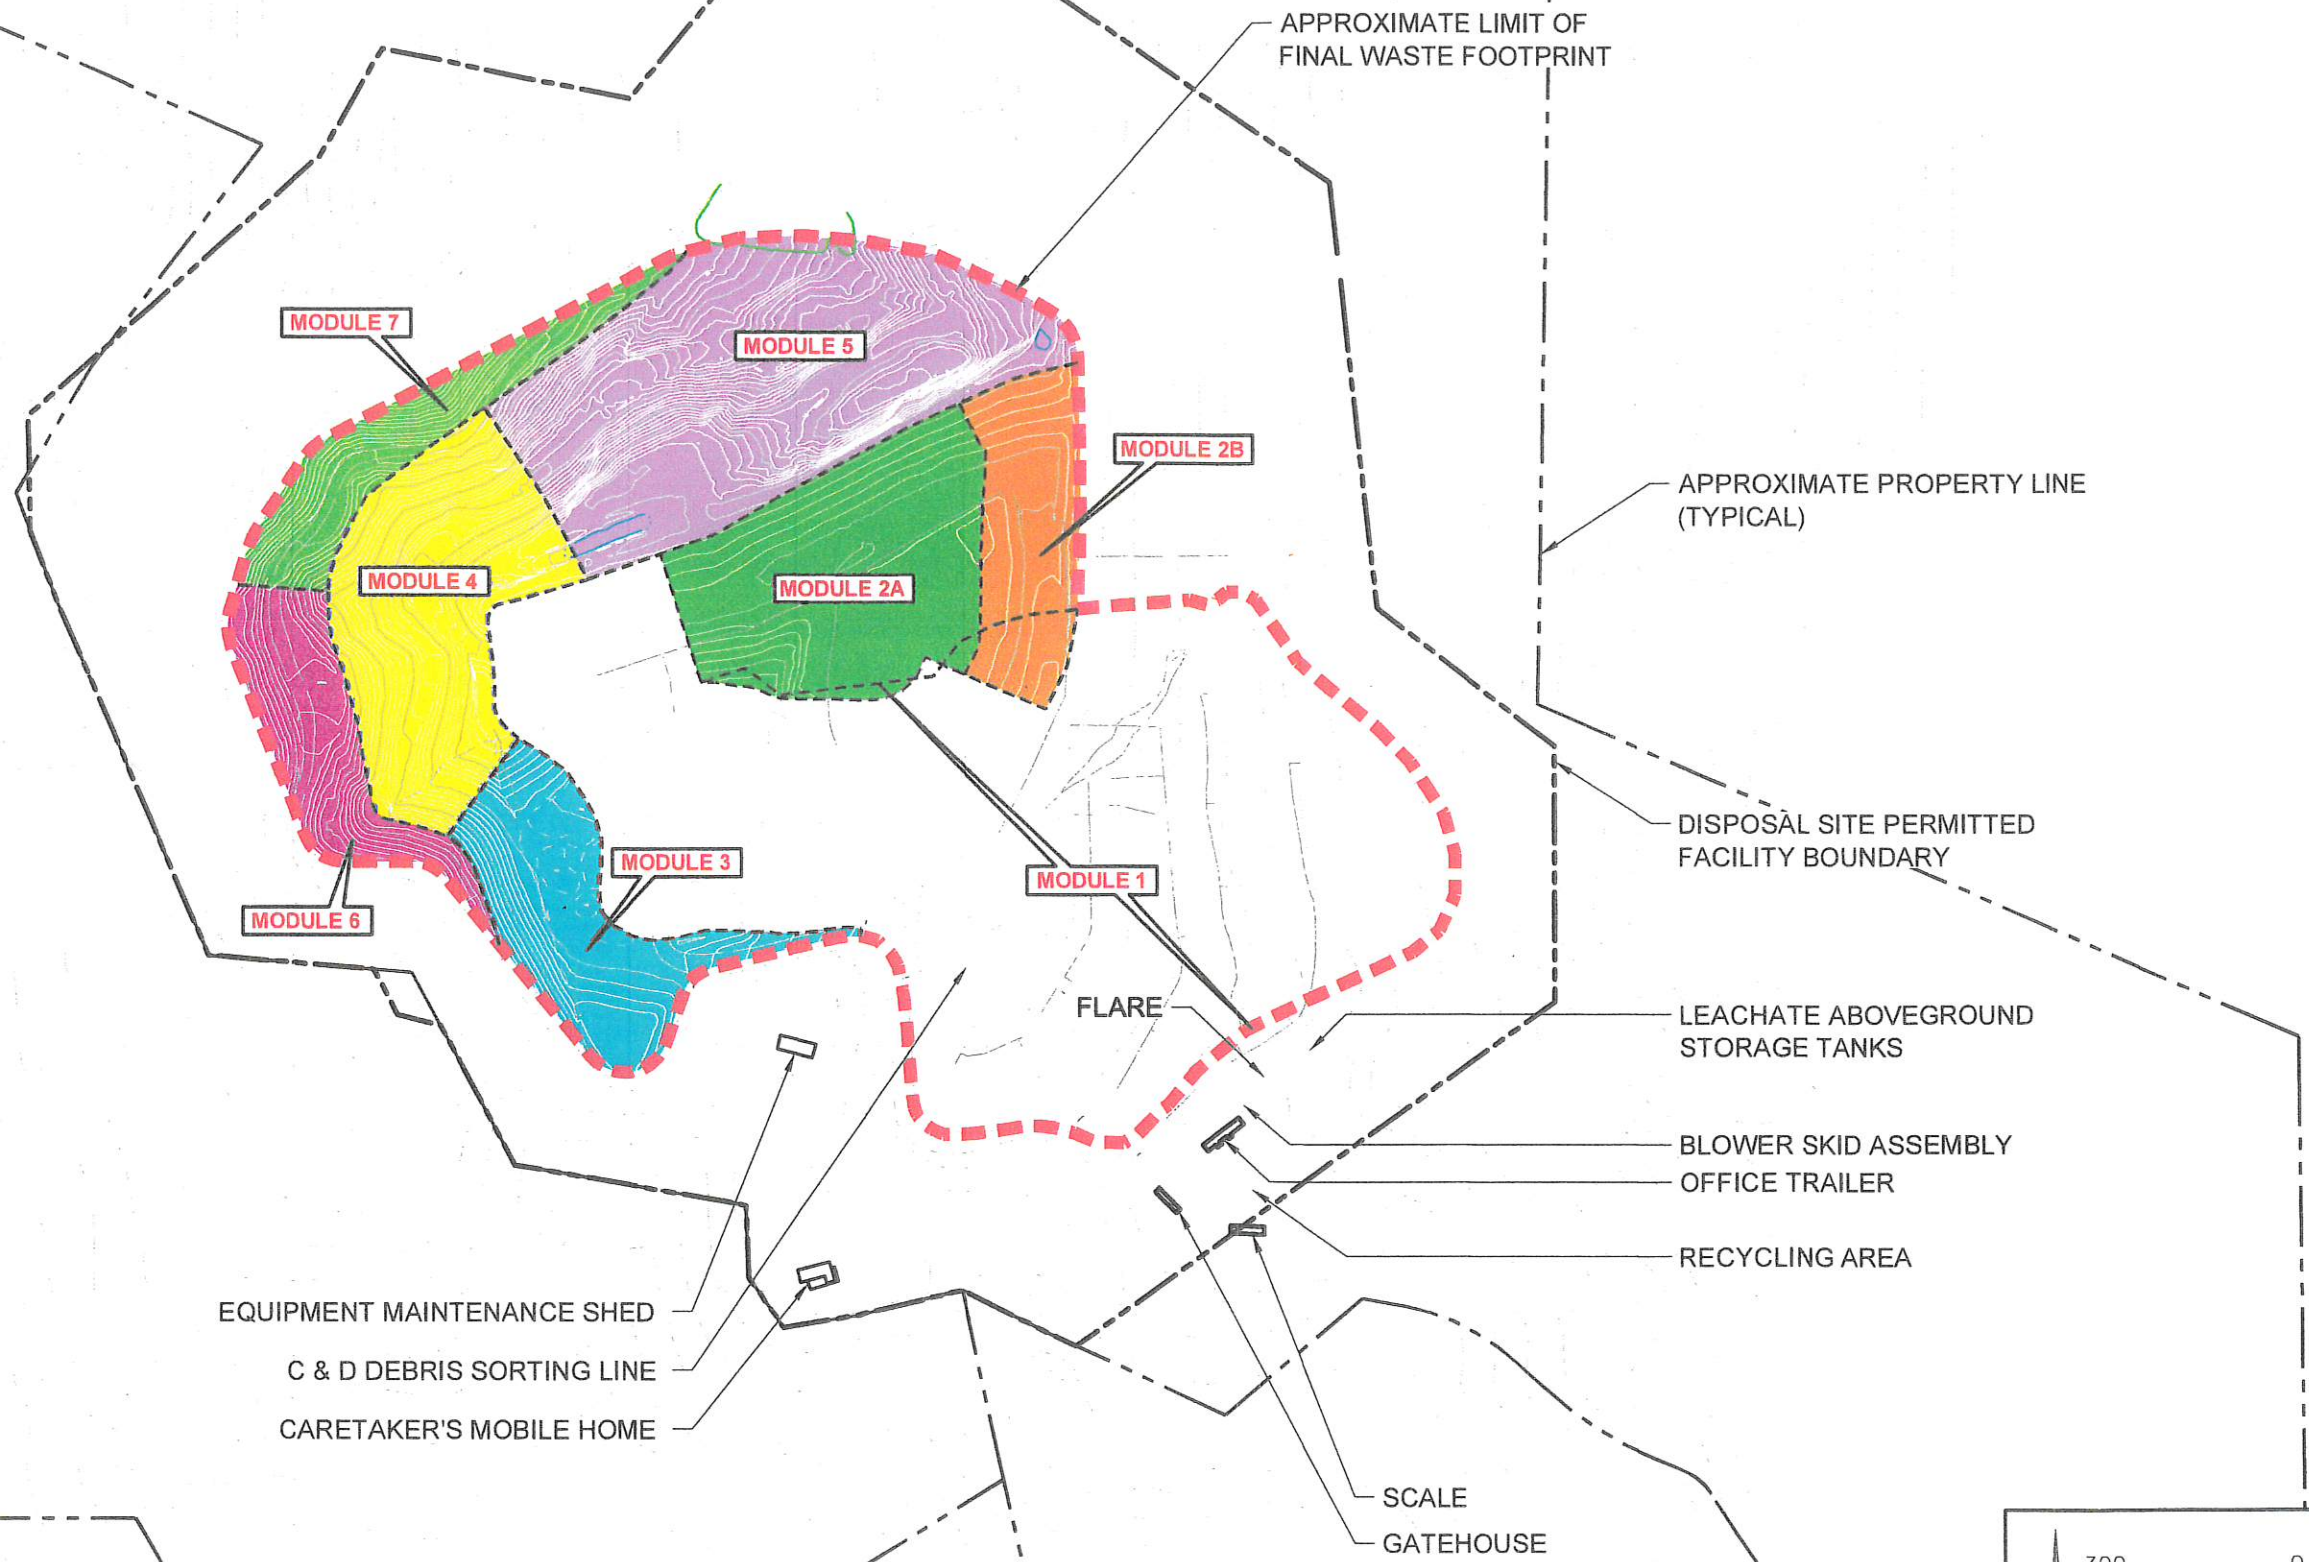 APPROXIMATE LIMIT OF
FINAL WASTE FOOTPRINT
MODULE 7
MODULE 5
MODULE 2B
APPROXIMATE PROPERTY LINE
(TYPICAL)
MODULE 4
MODULE 2A
DISPOSAL SITE PERMITTED
FACILITY BOUNDARY
MODULE 3
MODULE 1
MODULE 6
FLARE
LEACHATE ABOVEGROUND
STORAGE TANKS
BLOWER SKID ASSEMBLY
OFFICE TRAILER
RECYCLING AREA
EQUIPMENT MAINTENANCE SHED
C & D DEBRIS SORTING LINE
CARETAKER'S MOBILE HOME
SCALE
GATEHOUSE